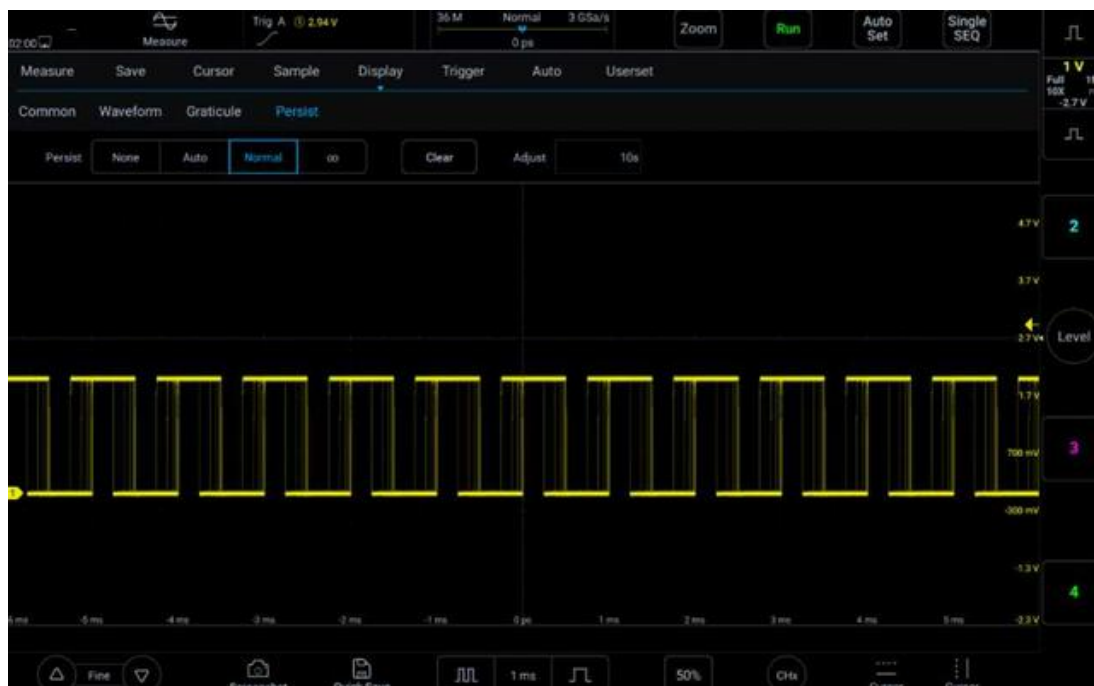 Trig A ① 2.94 V
36 M Normal 3 GSa/s
02:00 Measure
0 ps
Zoom
Run
Auto
Set
Single
SEQ
Measure Save Cursor Sample Display Trigger Auto Userset
1 V
Full
10X
-2.7 V
Common Waveform Graticule Persist
Persist None Auto Normal ∞ Clear Adjust 10s
4.7 V
2
3.7 V
2.7 V
Level
1.7 V
700 mV
3
1
-300 mV
-1.3 V
4
-5 ms -4 ms -3 ms -2 ms -1 ms 0 ps 1 ms 2 ms 3 ms 4 ms 5 ms -2.3 V
Fine
1 ms
50%
CHx